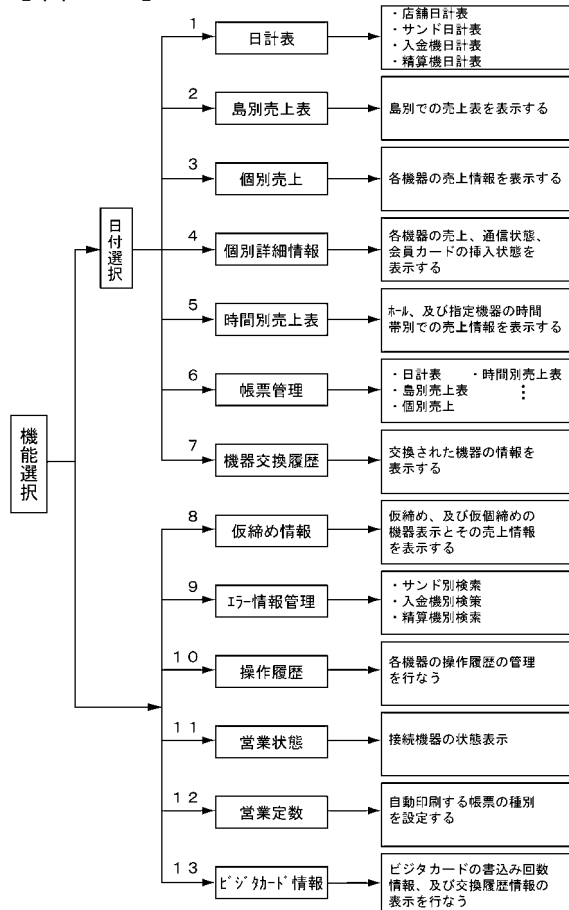 機能選択
日付選択
1
日計表
・店舗日計表
・サンド日計表
・入金機日計表
・精算機日計表
2
島別売上表
島別での売上表を表示する
3
個別売上
各機器の売上情報を表示する
4
個別詳細情報
各機器の売上、通信状態、
会員カードの挿入状態を
表示する
5
時間別売上表
ホール、及び指定機器の時間
帯別での売上情報を表示する
6
帳票管理
・日計表 ・時間別売上表
・島別売上表 ⋮
・個別売上
7
機器交換履歴
交換された機器の情報を
表示する
8
仮締め情報
仮締め、及び仮個締めの
機器表示とその売上情報
を表示する
9
エラー情報管理
・サンド別検索
・入金機別検策
・精算機別検索
10
操作履歴
各機器の操作履歴の管理
を行なう
11
営業状態
接続機器の状態表示
12
営業定数
自動印刷する帳票の種別
を設定する
13
ビジタカード情報
ビジタカードの書込み回数
情報、及び交換履歴情報の
表示を行なう